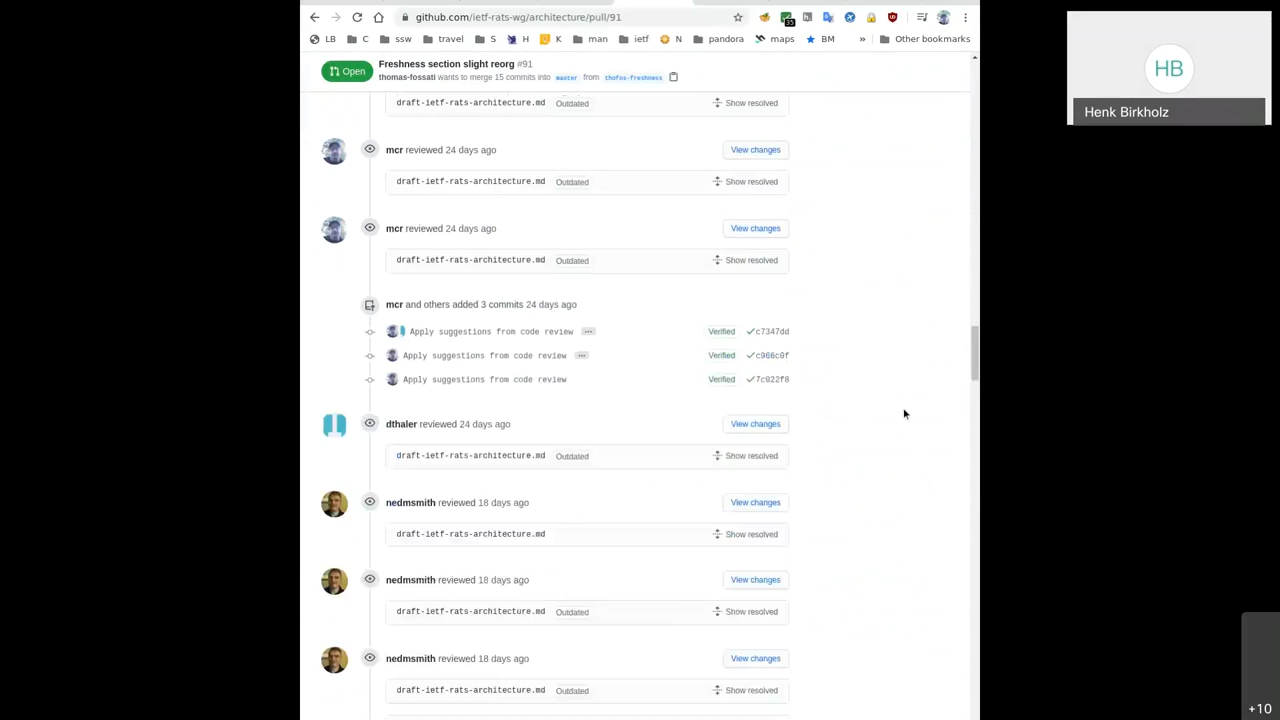 github.com/ietf-rats-wg/architecture/pull/91
35
LB C ssw travel S H K man ietf N pandora maps BM » Other bookmarks
Open
Freshness section slight reorg #91
thomas-fossati wants to merge 15 commits into master from thofos-freshness
draft-ietf-rats-architecture.md Outdated Show resolved
mcr reviewed 24 days ago View changes
draft-ietf-rats-architecture.md Outdated Show resolved
mcr reviewed 24 days ago View changes
draft-ietf-rats-architecture.md Outdated Show resolved
mcr and others added 3 commits 24 days ago
Apply suggestions from code review ... Verified c7347dd
Apply suggestions from code review ... Verified c966c0f
Apply suggestions from code review Verified 7c022f8
dthaler reviewed 24 days ago View changes
draft-ietf-rats-architecture.md Outdated Show resolved
nedmsmith reviewed 18 days ago View changes
draft-ietf-rats-architecture.md Show resolved
nedmsmith reviewed 18 days ago View changes
draft-ietf-rats-architecture.md Outdated Show resolved
nedmsmith reviewed 18 days ago View changes
draft-ietf-rats-architecture.md Outdated Show resolved
HB
Henk Birkholz
+10